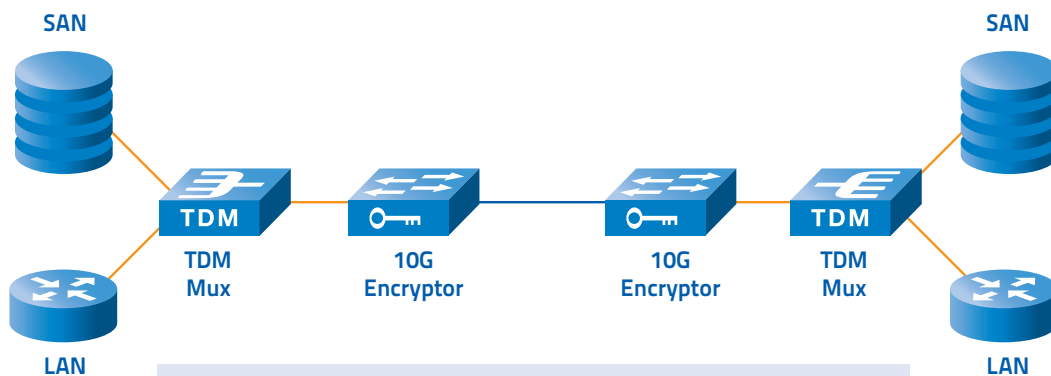 SAN
SAN
TDM
TDM
TDM
Mux
10G
Encryptor
10G
Encryptor
TDM
Mux
LAN
LAN